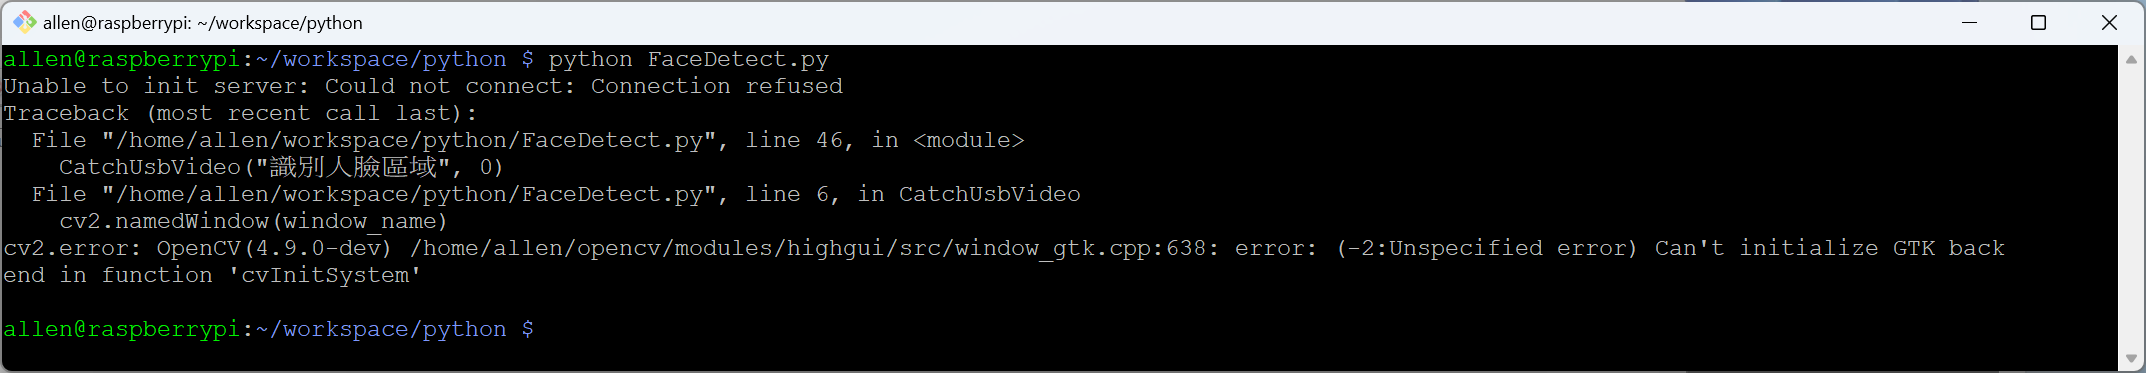 allen@raspberrypi: ~/workspace/python
allen@raspberrypi:~/workspace/python $ python FaceDetect.py
Unable to init server: Could not connect: Connection refused
Traceback (most recent call last):
  File "/home/allen/workspace/python/FaceDetect.py", line 46, in <module>
    CatchUsbVideo("識別人臉區域", 0)
  File "/home/allen/workspace/python/FaceDetect.py", line 6, in CatchUsbVideo
    cv2.namedWindow(window_name)
cv2.error: OpenCV(4.9.0-dev) /home/allen/opencv/modules/highgui/src/window_gtk.cpp:638: error: (-2:Unspecified error) Can't initialize GTK back
end in function 'cvInitSystem'
allen@raspberrypi:~/workspace/python $